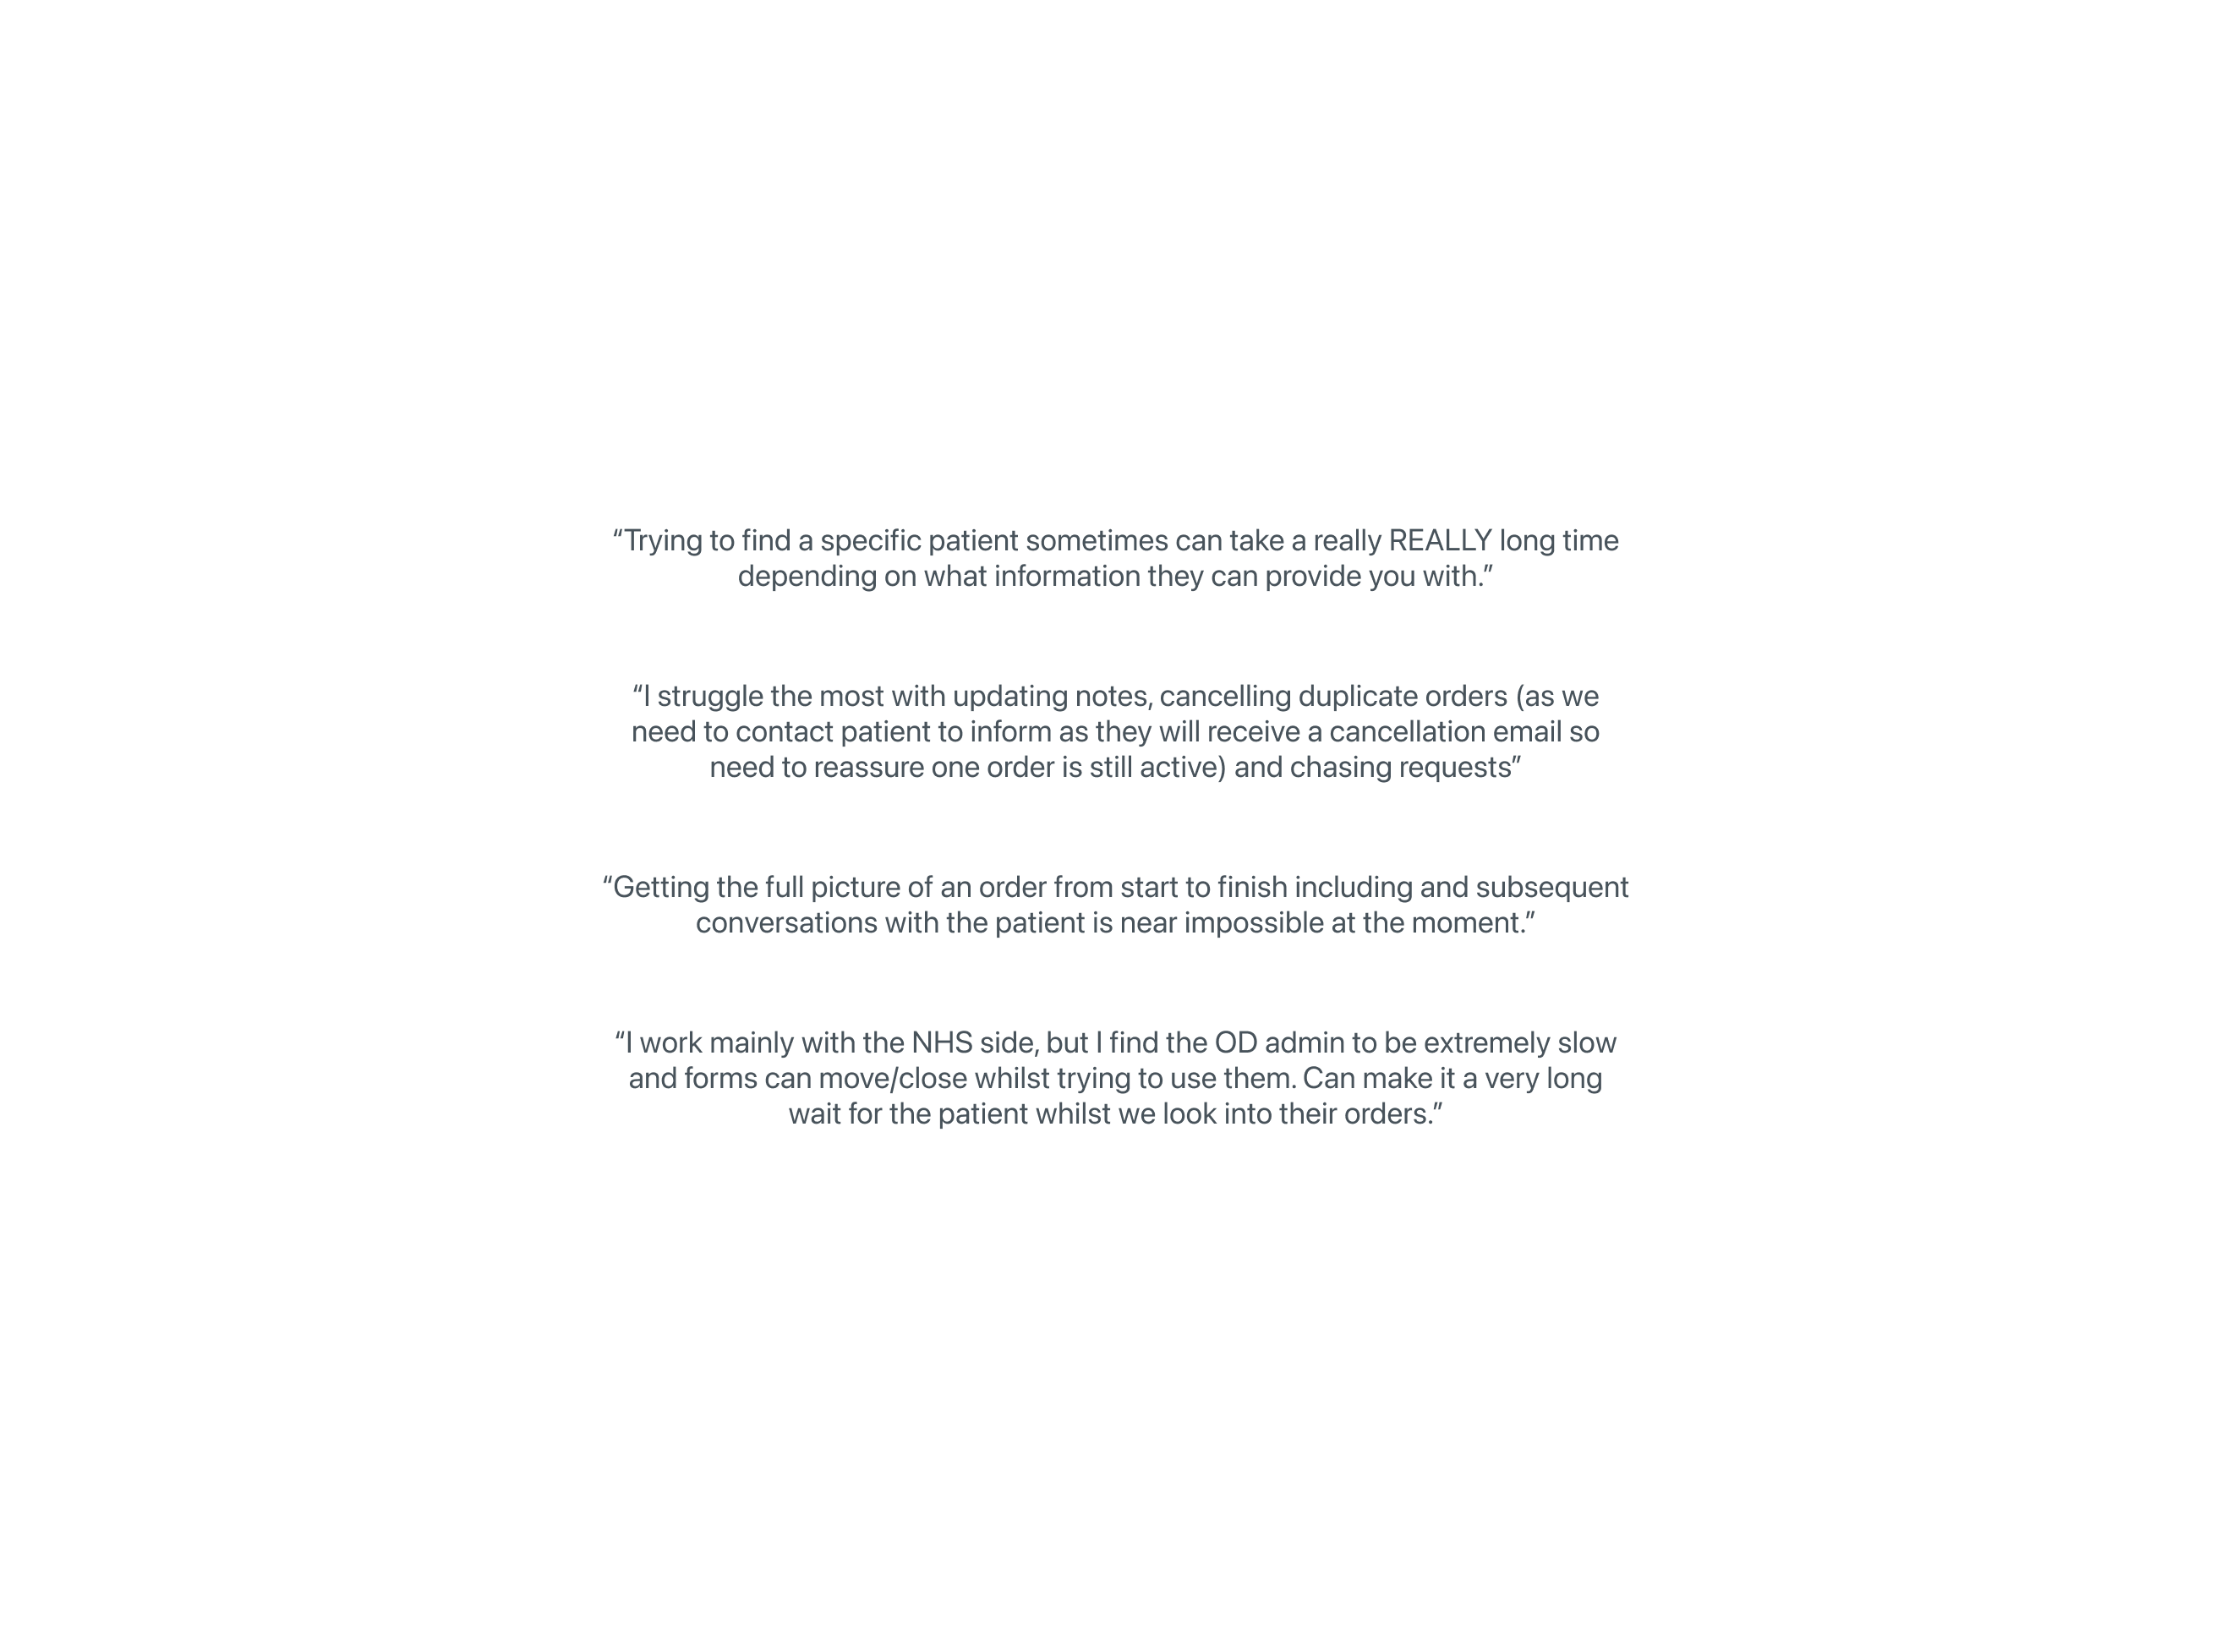 “Trying to find a specific patient sometimes can take a really REALLY long time
depending on what information they can provide you with.”
“I struggle the most with updating notes, cancelling duplicate orders (as we
need to contact patient to inform as they will receive a cancellation email so
need to reassure one order is still active) and chasing requests”
“Getting the full picture of an order from start to finish including and subsequent
conversations with the patient is near impossible at the moment.”
“I work mainly with the NHS side, but I find the OD admin to be extremely slow
and forms can move/close whilst trying to use them. Can make it a very long
wait for the patient whilst we look into their orders.”